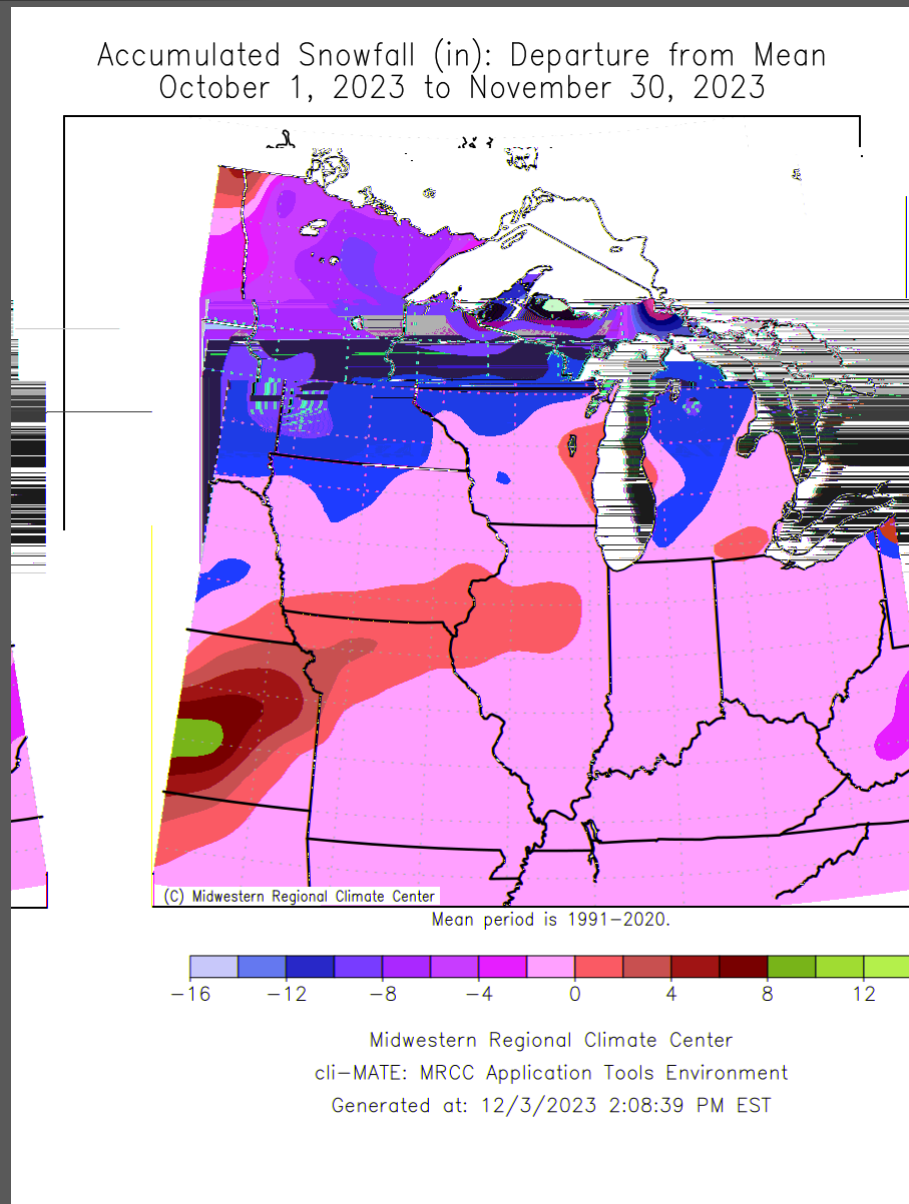 Accumulated Snowfall (in): Departure from Mean
October 1, 2023 to November 30, 2023
(C) Midwestern Regional Climate Center
Mean period is 1991-2020.
-16 -12 -8 -4 0 4 8 12
Midwestern Regional Climate Center
cli-MATE: MRCC Application Tools Environment
Generated at: 12/3/2023 2:08:39 PM EST